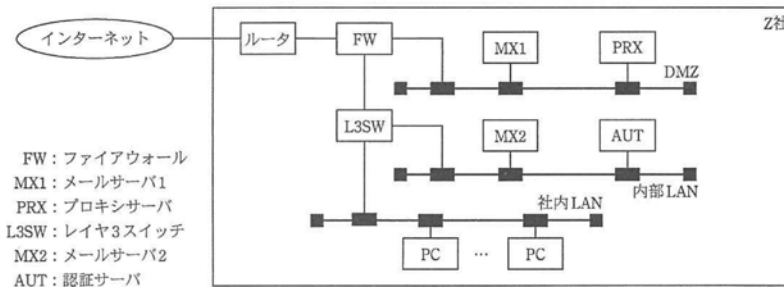 Z社
インターネット
ルータ
FW
MX1
PRX
DMZ
L3SW
MX2
AUT
内部LAN
社内LAN
PC … PC
FW：ファイアウォール
MX1：メールサーバ1
PRX：プロキシサーバ
L3SW：レイヤ3スイッチ
MX2：メールサーバ2
AUT：認証サーバ